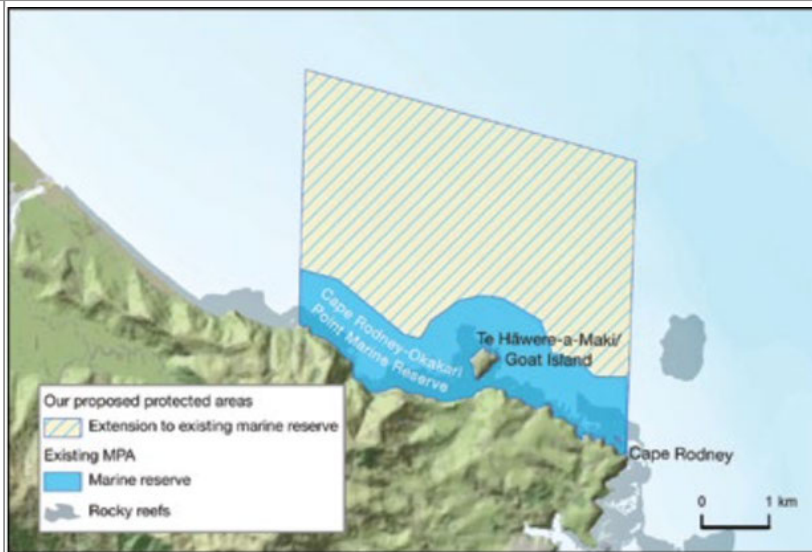 Cape Rodney-Okakari
Point Marine Reserve
Te Hāwere-a-Maki/
Goat Island
Cape Rodney
Our proposed protected areas
Extension to existing marine reserve
Existing MPA
Marine reserve
Rocky reefs
0 1 km